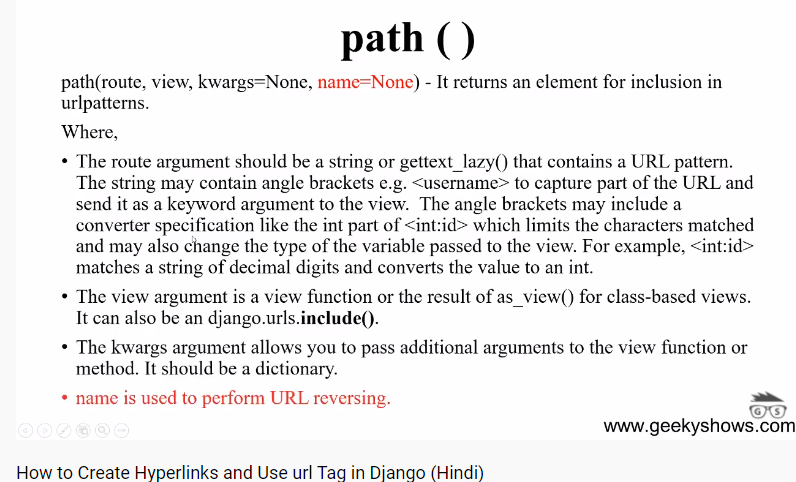 path ( )
path(route, view, kwargs=None, name=None) - It returns an element for inclusion in
urlpatterns.
Where,
• The route argument should be a string or gettext_lazy() that contains a URL pattern.
The string may contain angle brackets e.g. <username> to capture part of the URL and
send it as a keyword argument to the view. The angle brackets may include a
converter specification like the int part of <int:id> which limits the characters matched
and may also change the type of the variable passed to the view. For example, <int:id>
matches a string of decimal digits and converts the value to an int.
• The view argument is a view function or the result of as_view() for class-based views.
It can also be an django.urls.include().
• The kwargs argument allows you to pass additional arguments to the view function or
method. It should be a dictionary.
• name is used to perform URL reversing.
G S
www.geekyshows.com
How to Create Hyperlinks and Use url Tag in Django (Hindi)